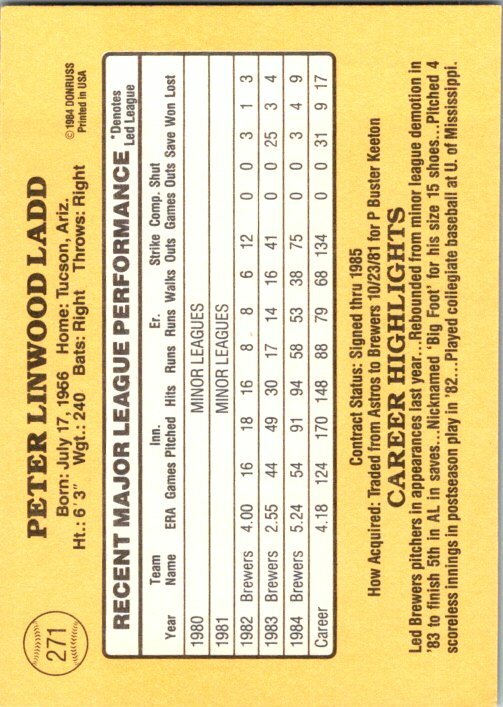 271
PETER LINWOOD LADD
© 1984 DONRUSS
Printed in USA
Born: July 17, 1956 Home: Tucson, Ariz.
Ht.: 6'3" Wgt.: 240 Bats: Right Throws: Right
RECENT MAJOR LEAGUE PERFORMANCE *Denotes Led League
Year Team Name ERA Games Inn. Pitched Hits Runs Er. Runs Walks Strike Outs Comp. Games Shut Outs Save Won Lost
1980 MINOR LEAGUES
1981 MINOR LEAGUES
1982 Brewers 4.00 16 18 16 8 8 6 12 0 0 3 1 3
1983 Brewers 2.55 44 49 30 17 14 16 41 0 0 25 3 4
1984 Brewers 5.24 54 91 94 58 53 38 75 0 0 3 4 9
Career 4.18 124 170 148 88 79 68 134 0 0 31 9 17
Contract Status: Signed thru 1985
How Acquired: Traded from Astros to Brewers 10/23/81 for P Buster Keeton
CAREER HIGHLIGHTS
Led Brewers pitchers in appearances last year...Rebounded from minor league demotion in
'83 to finish 5th in AL in saves...Nicknamed 'Big Foot' for his size 15 shoes...Pitched 4
scoreless innings in postseason play in '82...Played collegiate baseball at U. of Mississippi.